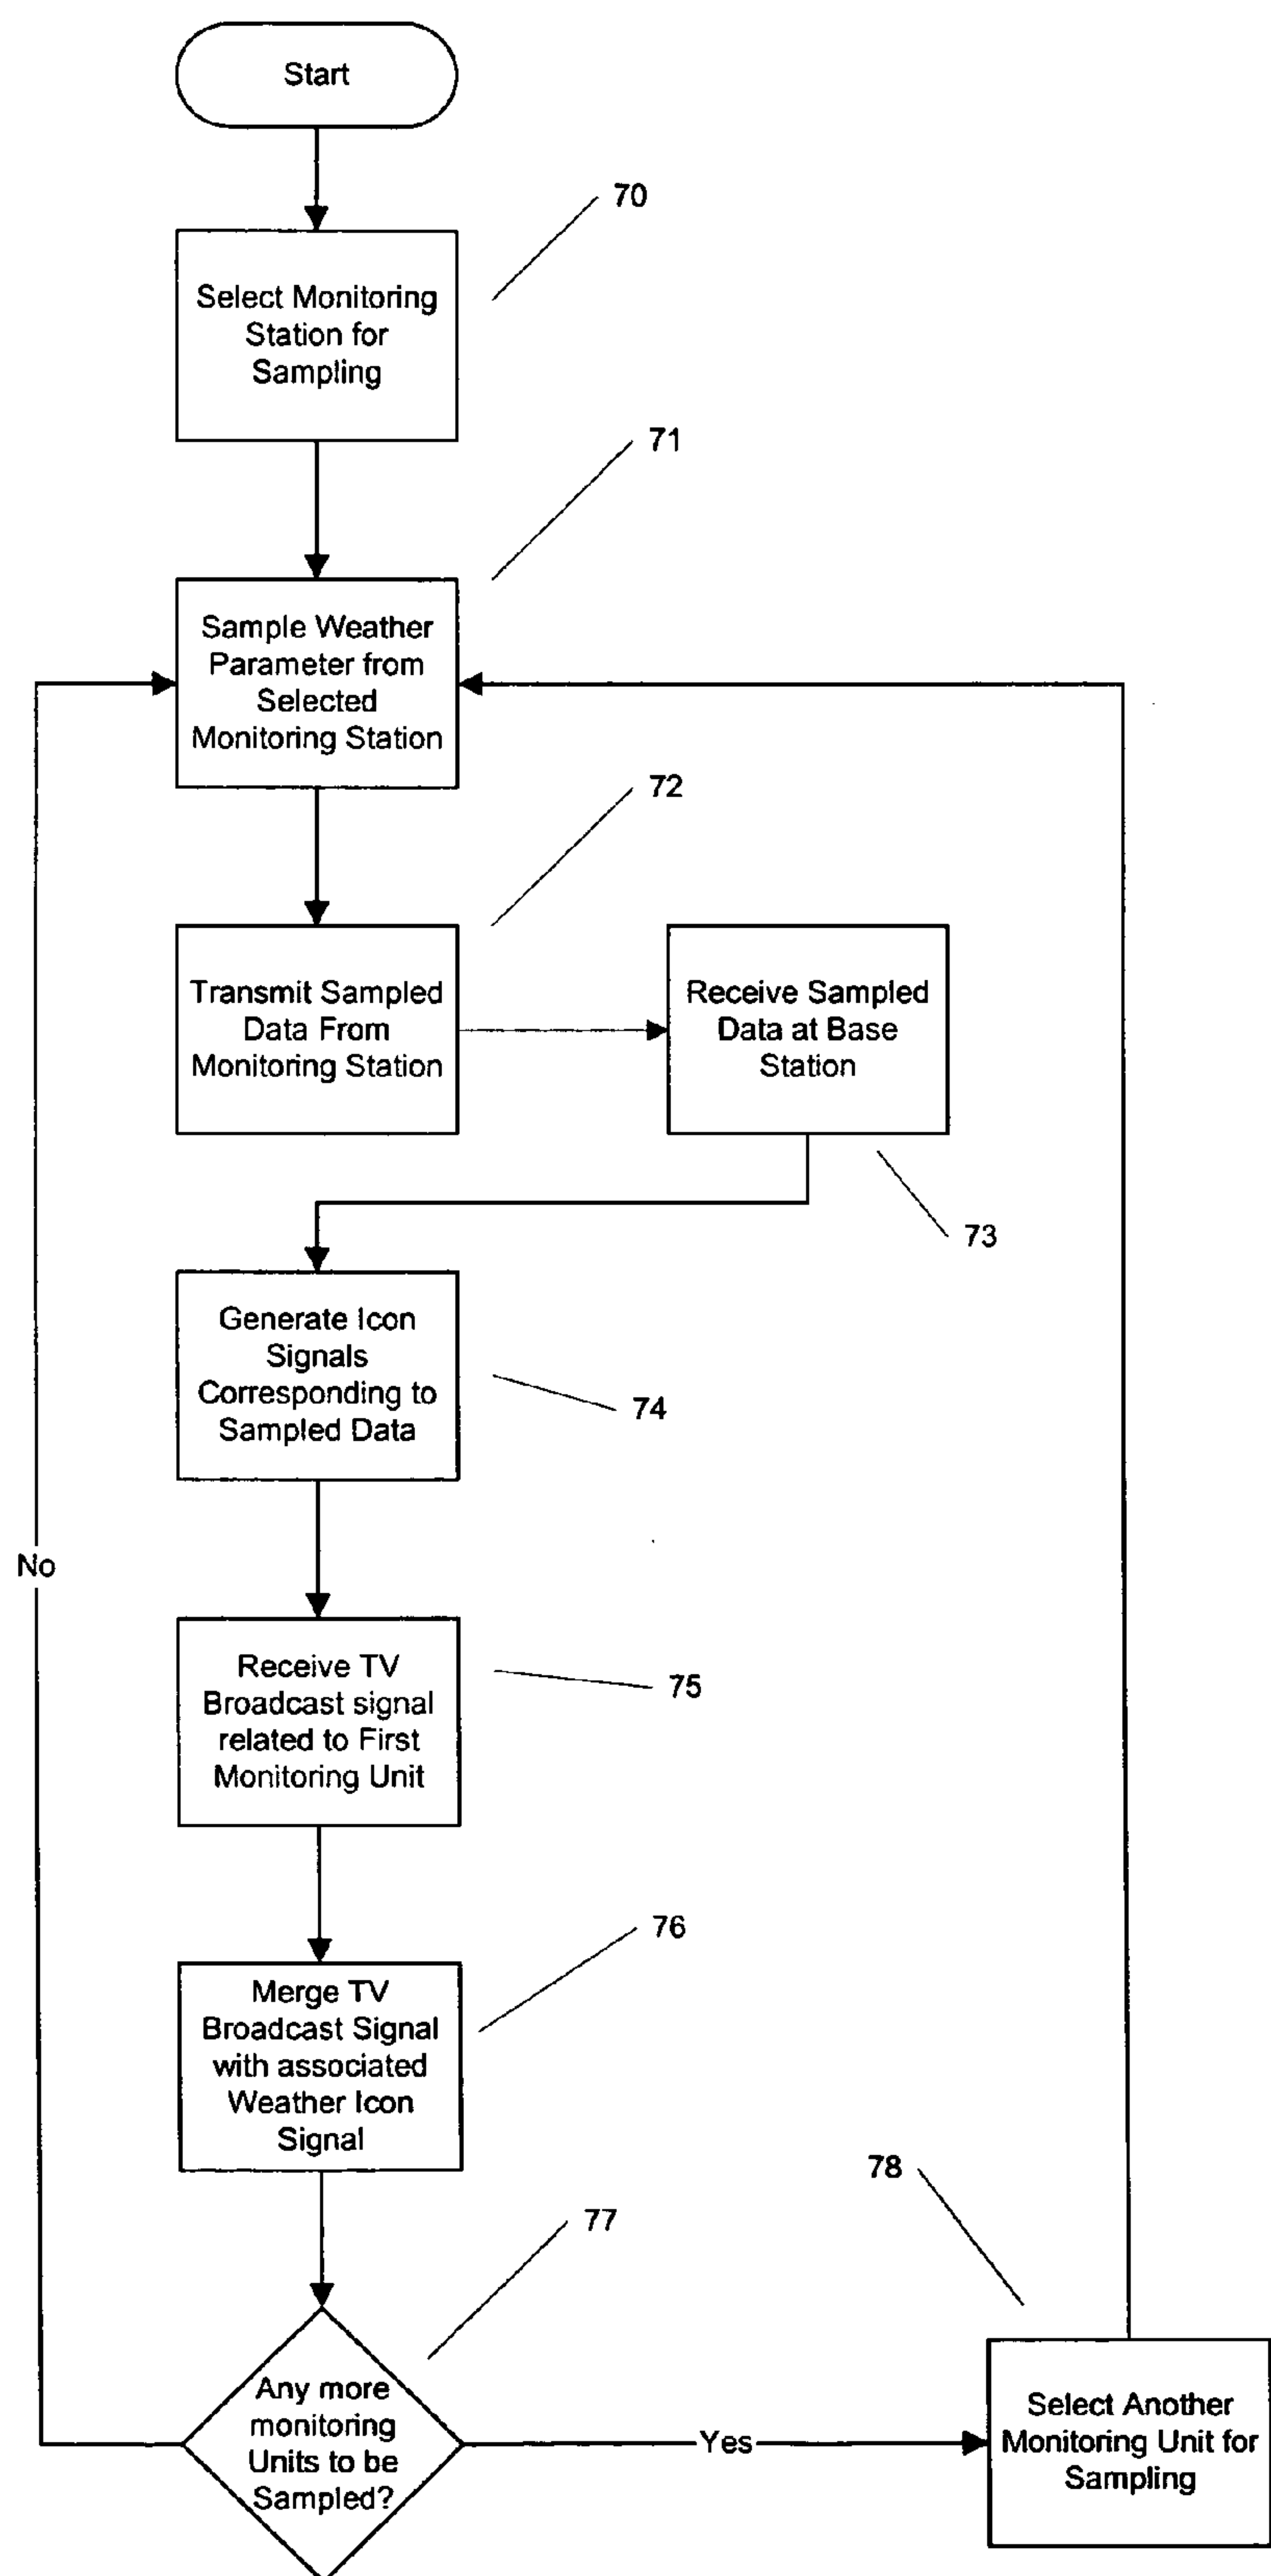 Start
70
Select Monitoring
Station for
Sampling
71
Sample Weather
Parameter from
Selected
Monitoring Station
72
Transmit Sampled
Data From
Monitoring Station
Receive Sampled
Data at Base
Station
73
Generate Icon
Signals
Corresponding to
Sampled Data
74
No
Receive TV
Broadcast signal
related to First
Monitoring Unit
75
76
Merge TV
Broadcast Signal
with associated
Weather Icon
Signal
78
77
Any more
monitoring
Units to be
Sampled?
Yes
Select Another
Monitoring Unit for
Sampling